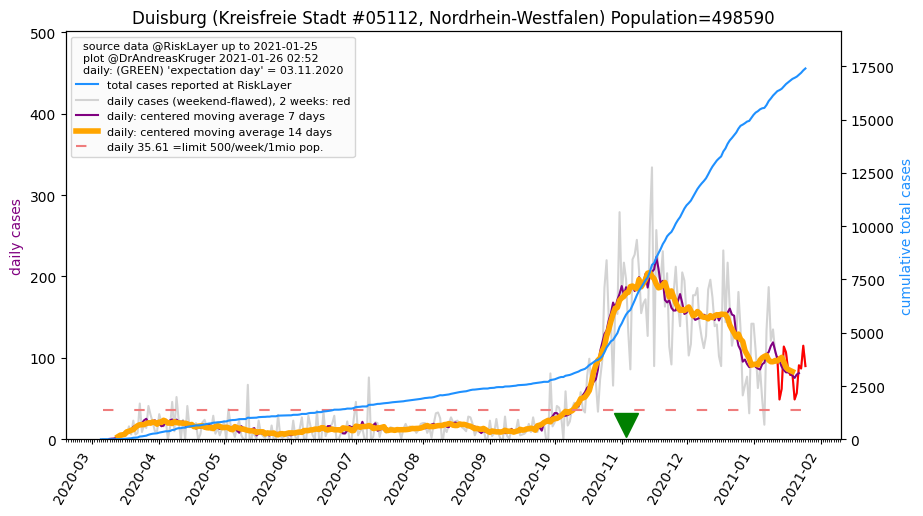 Duisburg (Kreisfreie Stadt #05112, Nordrhein-Westfalen) Population=498590
source data @RiskLayer up to 2021-01-25
plot @DrAndreasKruger 2021-01-26 02:52
daily: (GREEN) 'expectation day' = 03.11.2020
total cases reported at RiskLayer
daily cases (weekend-flawed), 2 weeks: red
daily: centered moving average 7 days
daily: centered moving average 14 days
daily 35.61 =limit 500/week/1mio pop.
daily cases
500
400
300
200
100
0
cumulative total cases
17500
15000
12500
10000
7500
5000
2500
0
2020-03
2020-04
2020-05
2020-06
2020-07
2020-08
2020-09
2020-10
2020-11
2020-12
2021-01
2021-02